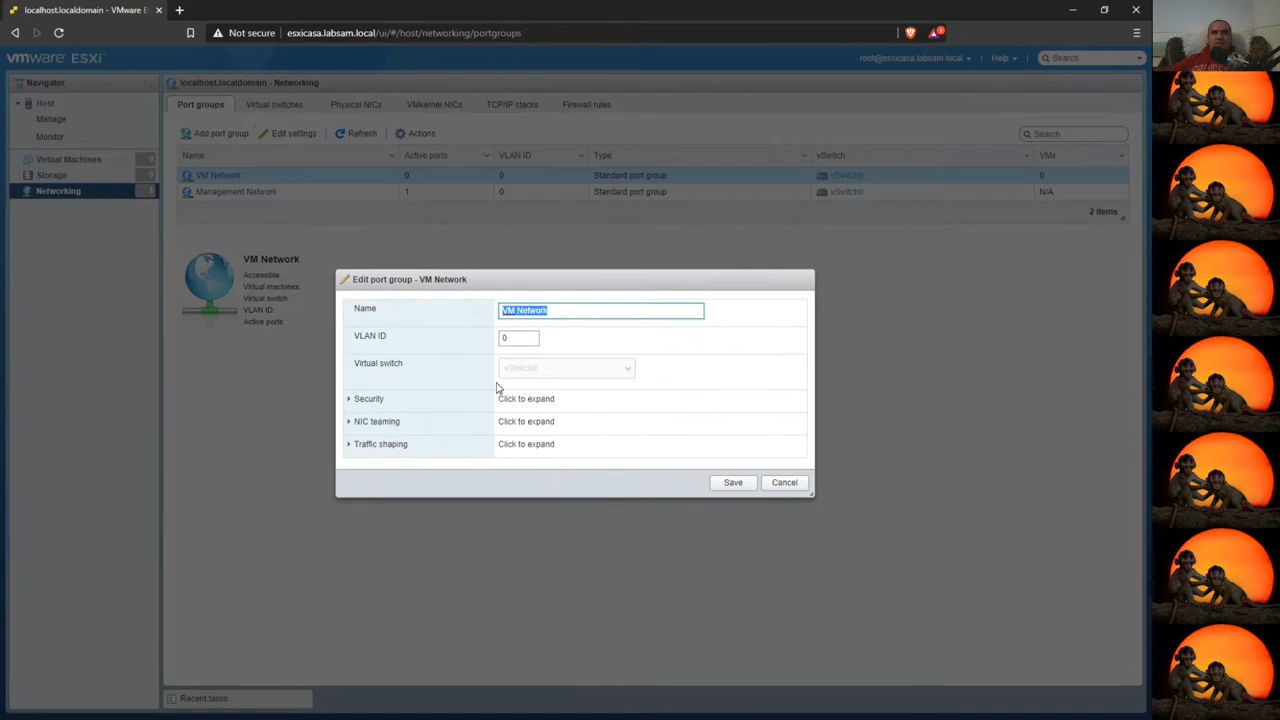 localhost.localdomain - VMware E
Not secure
esxicasa.labsam.local/ui/#/host/networking/portgroups
1
vmware ESXi
root@esxicasa.labsam.local
Help
Search
Navigator
localhost.localdomain - Networking
Host
Manage
Monitor
Virtual Machines 0
Storage 0
Networking 1
Port groups Virtual switches Physical NICs VMkernel NICs TCP/IP stacks Firewall rules
Add port group Edit settings Refresh Actions Search
Name Active ports VLAN ID Type vSwitch VMs
VM Network 0 0 Standard port group vSwitch0 0
Management Network 1 0 Standard port group vSwitch0 N/A
2 items
VM Network
Accessible:
Virtual machines:
Virtual switch:
VLAN ID:
Active ports
Edit port group - VM Network
Name VM Network
VLAN ID 0
Virtual switch vSwitch0
Security Click to expand
NIC teaming Click to expand
Traffic shaping Click to expand
Save Cancel
Recent tasks